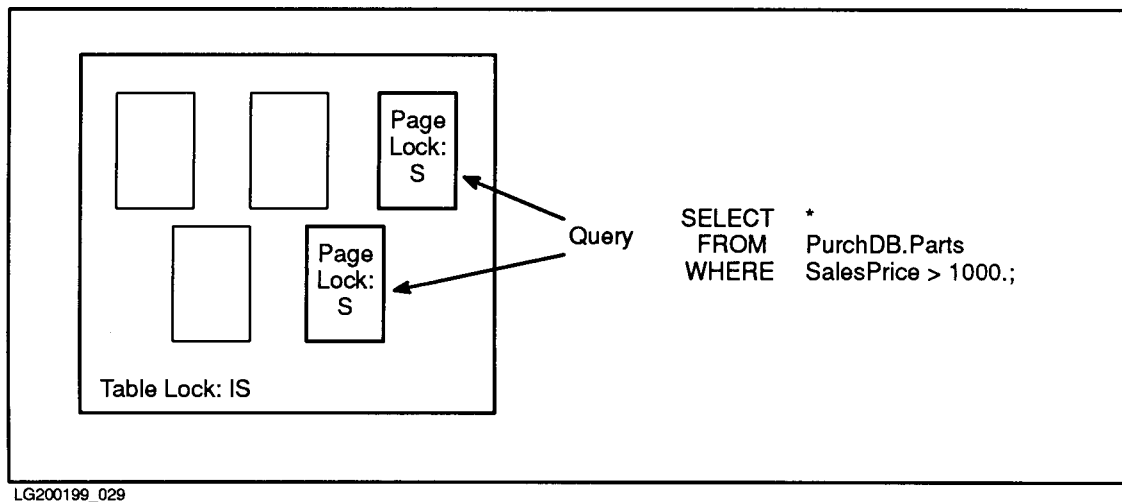 Page
Lock:
S
Page
Lock:
S
Table Lock: IS
Query
SELECT *
FROM PurchDB.Parts
WHERE SalesPrice > 1000.;
LG200199_029